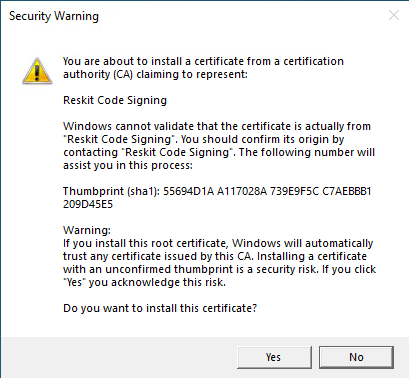 Security Warning
You are about to install a certificate from a certification
authority (CA) claiming to represent:
Reskit Code Signing
Windows cannot validate that the certificate is actually from
"Reskit Code Signing". You should confirm its origin by
contacting "Reskit Code Signing". The following number will
assist you in this process:
Thumbprint (sha1): 55694D1A A117028A 739E9F5C C7AEBBB1
209D45E5
Warning:
If you install this root certificate, Windows will automatically
trust any certificate issued by this CA. Installing a certificate
with an unconfirmed thumbprint is a security risk. If you click
"Yes" you acknowledge this risk.
Do you want to install this certificate?
Yes
No